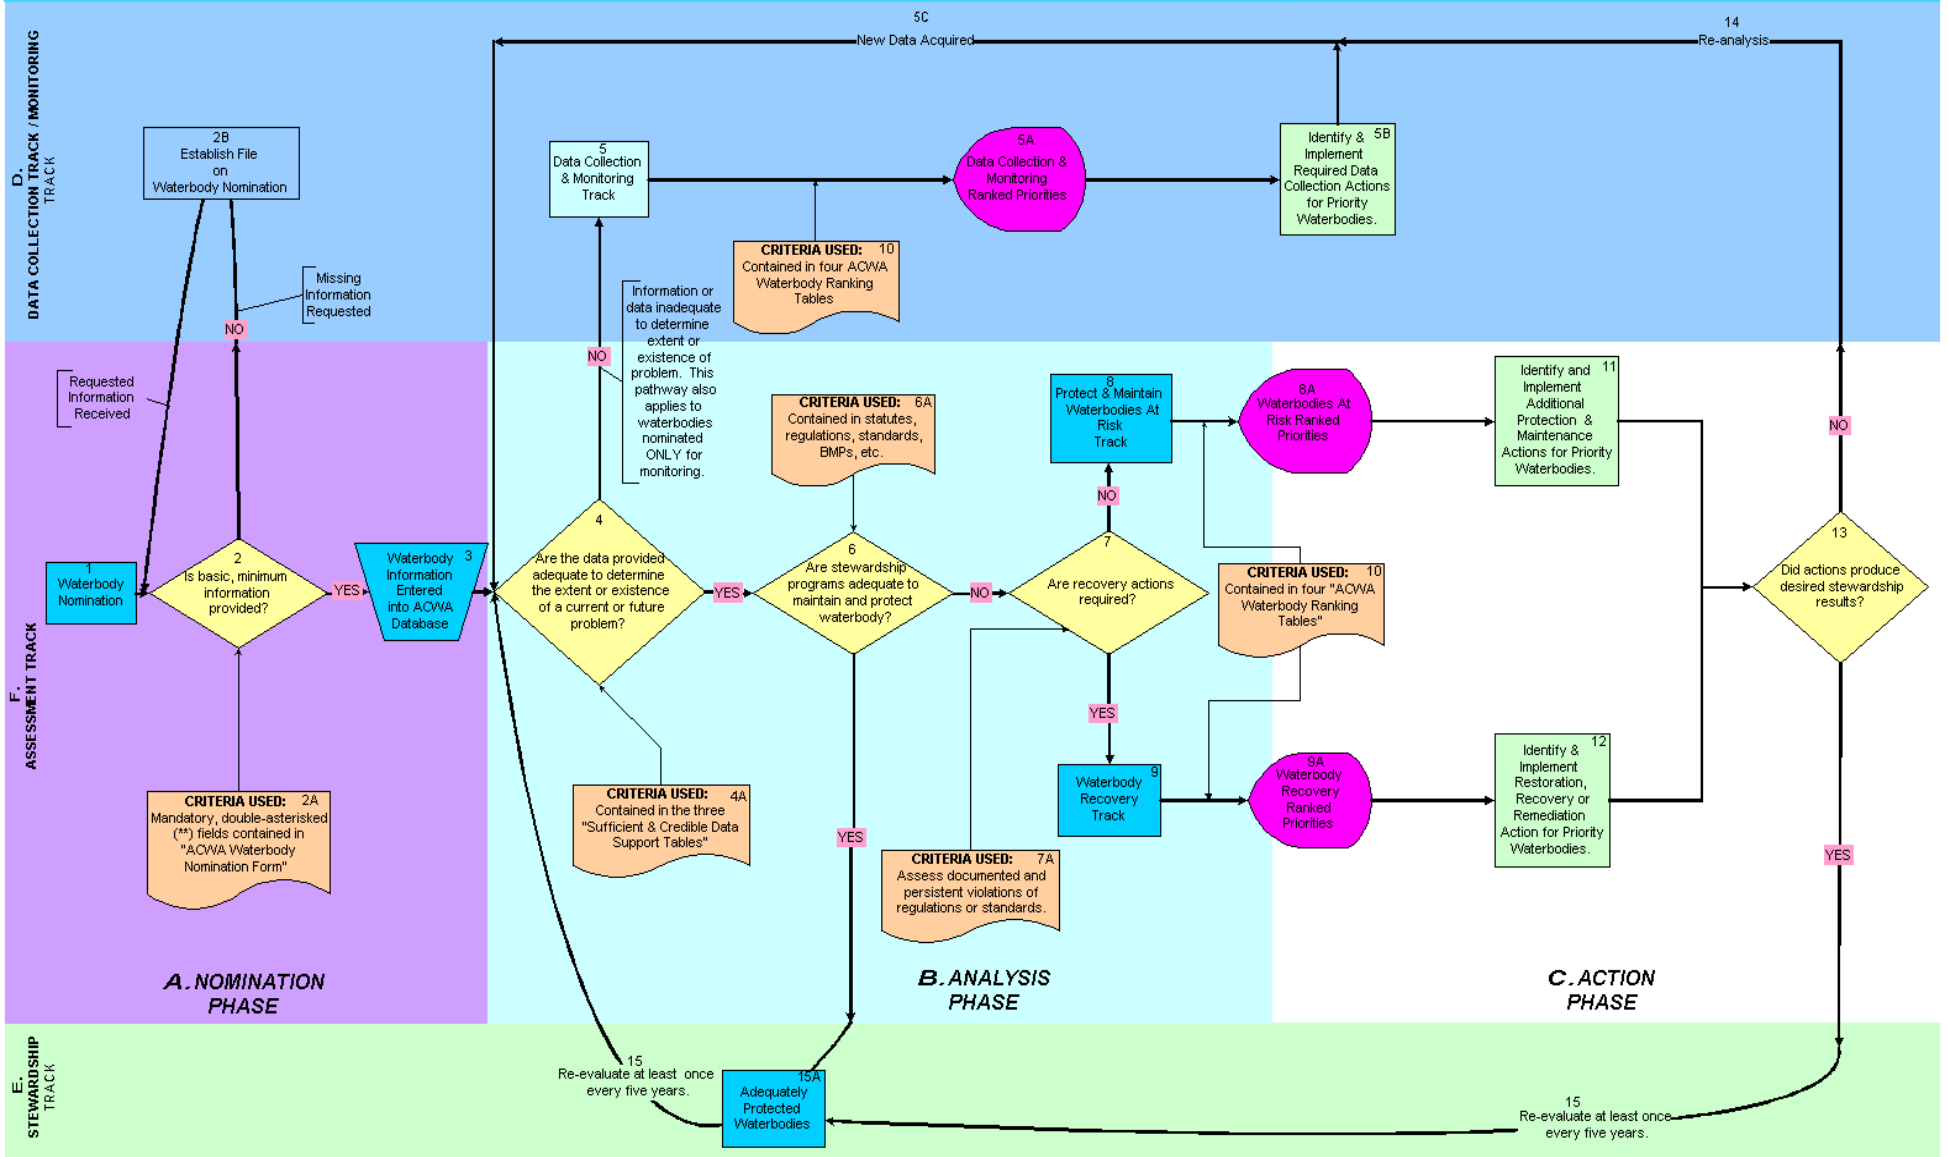 D.
DATA COLLECTION TRACK / MONITORING
TRACK
5C
New Data Acquired
14
Re-analysis
2B
Establish File
on
Waterbody Nomination
Missing
Information
Requested
NO
5
Data Collection
& Monitoring
Track
5A
Data Collection &
Monitoring
Ranked Priorities
5B
Identify &
Implement
Required Data
Collection Actions
for Priority
Waterbodies.
CRITERIA USED: 10
Contained in four ACWA
Waterbody Ranking
Tables
Information or
data inadequate
to determine
extent or
existence of
problem. This
pathway also
applies to
waterbodies
nominated
ONLY for
monitoring.
NO
F.
ASSESSMENT TRACK
Requested
Information
Received
1
Waterbody
Nomination
2
Is basic, minimum
information
provided?
YES
Waterbody 3
Information
Entered
into ACWA
Database
CRITERIA USED: 2A
Mandatory, double-asterisked
(**) fields contained in
"ACWA Waterbody
Nomination Form"
A. NOMINATION
PHASE
4
Are the data provided
adequate to determine
the extent or existence
of a current or future
problem?
YES
CRITERIA USED: 4A
Contained in the three
"Sufficient & Credible Data
Support Tables"
CRITERIA USED: 6A
Contained in statutes,
regulations, standards,
BMPs, etc.
6
Are stewardship
programs adequate to
maintain and protect
waterbody?
NO
YES
7
Are recovery actions
required?
NO
YES
CRITERIA USED: 7A
Assess documented and
persistent violations of
regulations or standards.
8
Protect & Maintain
Waterbodies At
Risk
Track
9
Waterbody
Recovery
Track
B. ANALYSIS
PHASE
8A
Waterbodies At
Risk Ranked
Priorities
CRITERIA USED: 10
Contained in four "ACWA
Waterbody Ranking
Tables"
9A
Waterbody
Recovery
Ranked
Priorities
11
Identify and
Implement
Additional
Protection &
Maintenance
Actions for Priority
Waterbodies.
12
Identify &
Implement
Restoration,
Recovery or
Remediation
Action for Priority
Waterbodies.
13
Did actions produce
desired stewardship
results?
NO
YES
C. ACTION
PHASE
E.
STEWARDSHIP
TRACK
15
Re-evaluate at least once
every five years.
15A
Adequately
Protected
Waterbodies
15
Re-evaluate at least once
every five years.